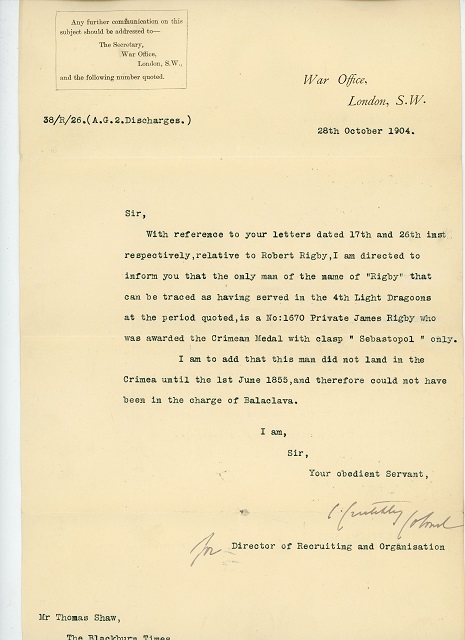 Any further communication on this
subject should be addressed to—
The Secretary,
War Office,
London, S.W.,
and the following number quoted.
War Office,
London, S.W.
38/R/26.(A.G.2.Discharges.)
28th October 1904.
Sir,
With reference to your letters dated 17th and 26th inst
respectively,relative to Robert Rigby,I am directed to
inform you that the only man of the name of "Rigby" that
can be traced as having served in the 4th Light Dragoons
at the period quoted,is a No:1670 Private James Rigby who
was awarded the Crimean Medal with clasp " Sebastopol " only.
I am to add that this man did not land in the
Crimea until the 1st June 1855,and therefore could not have
been in the charge of Balaclava.
I am,
Sir,
Your obedient Servant,
Colonel
for Director of Recruiting and Organisation
Mr Thomas Shaw,
The Blackburn Times